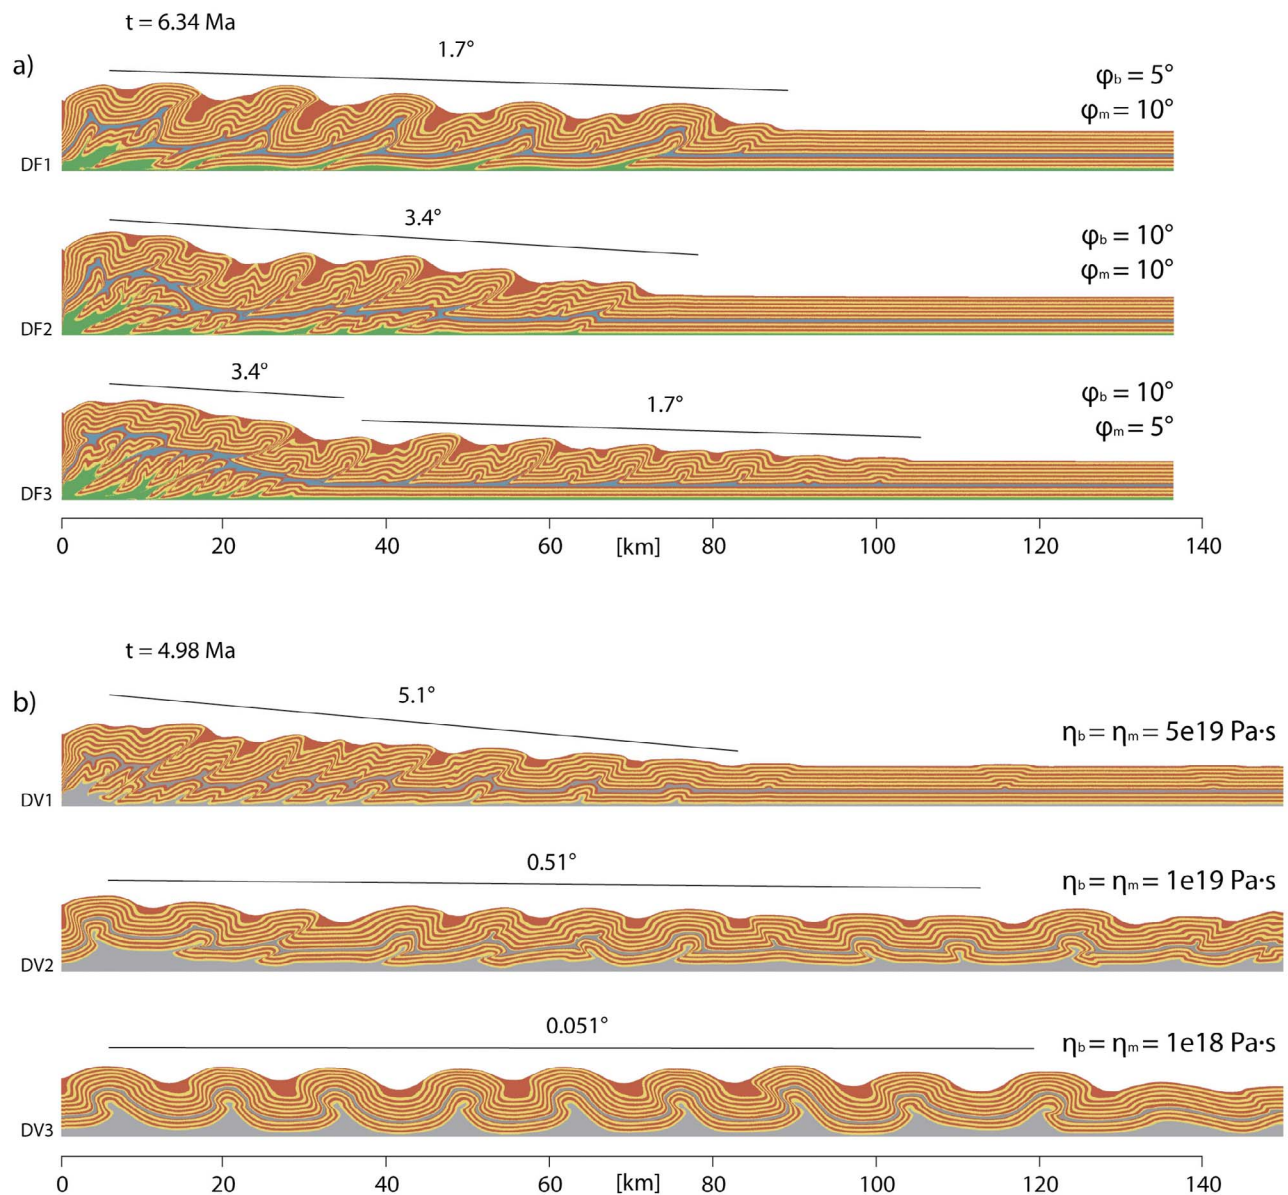 t = 6.34 Ma
a)
1.7°
φb = 5°
φm = 10°
DF1
3.4°
φb = 10°
φm = 10°
DF2
3.4°
1.7°
φb = 10°
φm = 5°
DF3
0 20 40 60 [km] 80 100 120 140
t = 4.98 Ma
b)
5.1°
ηb = ηm = 5e19 Pa·s
DV1
0.51°
ηb = ηm = 1e19 Pa·s
DV2
0.051°
ηb = ηm = 1e18 Pa·s
DV3
0 20 40 60 [km] 80 100 120 140